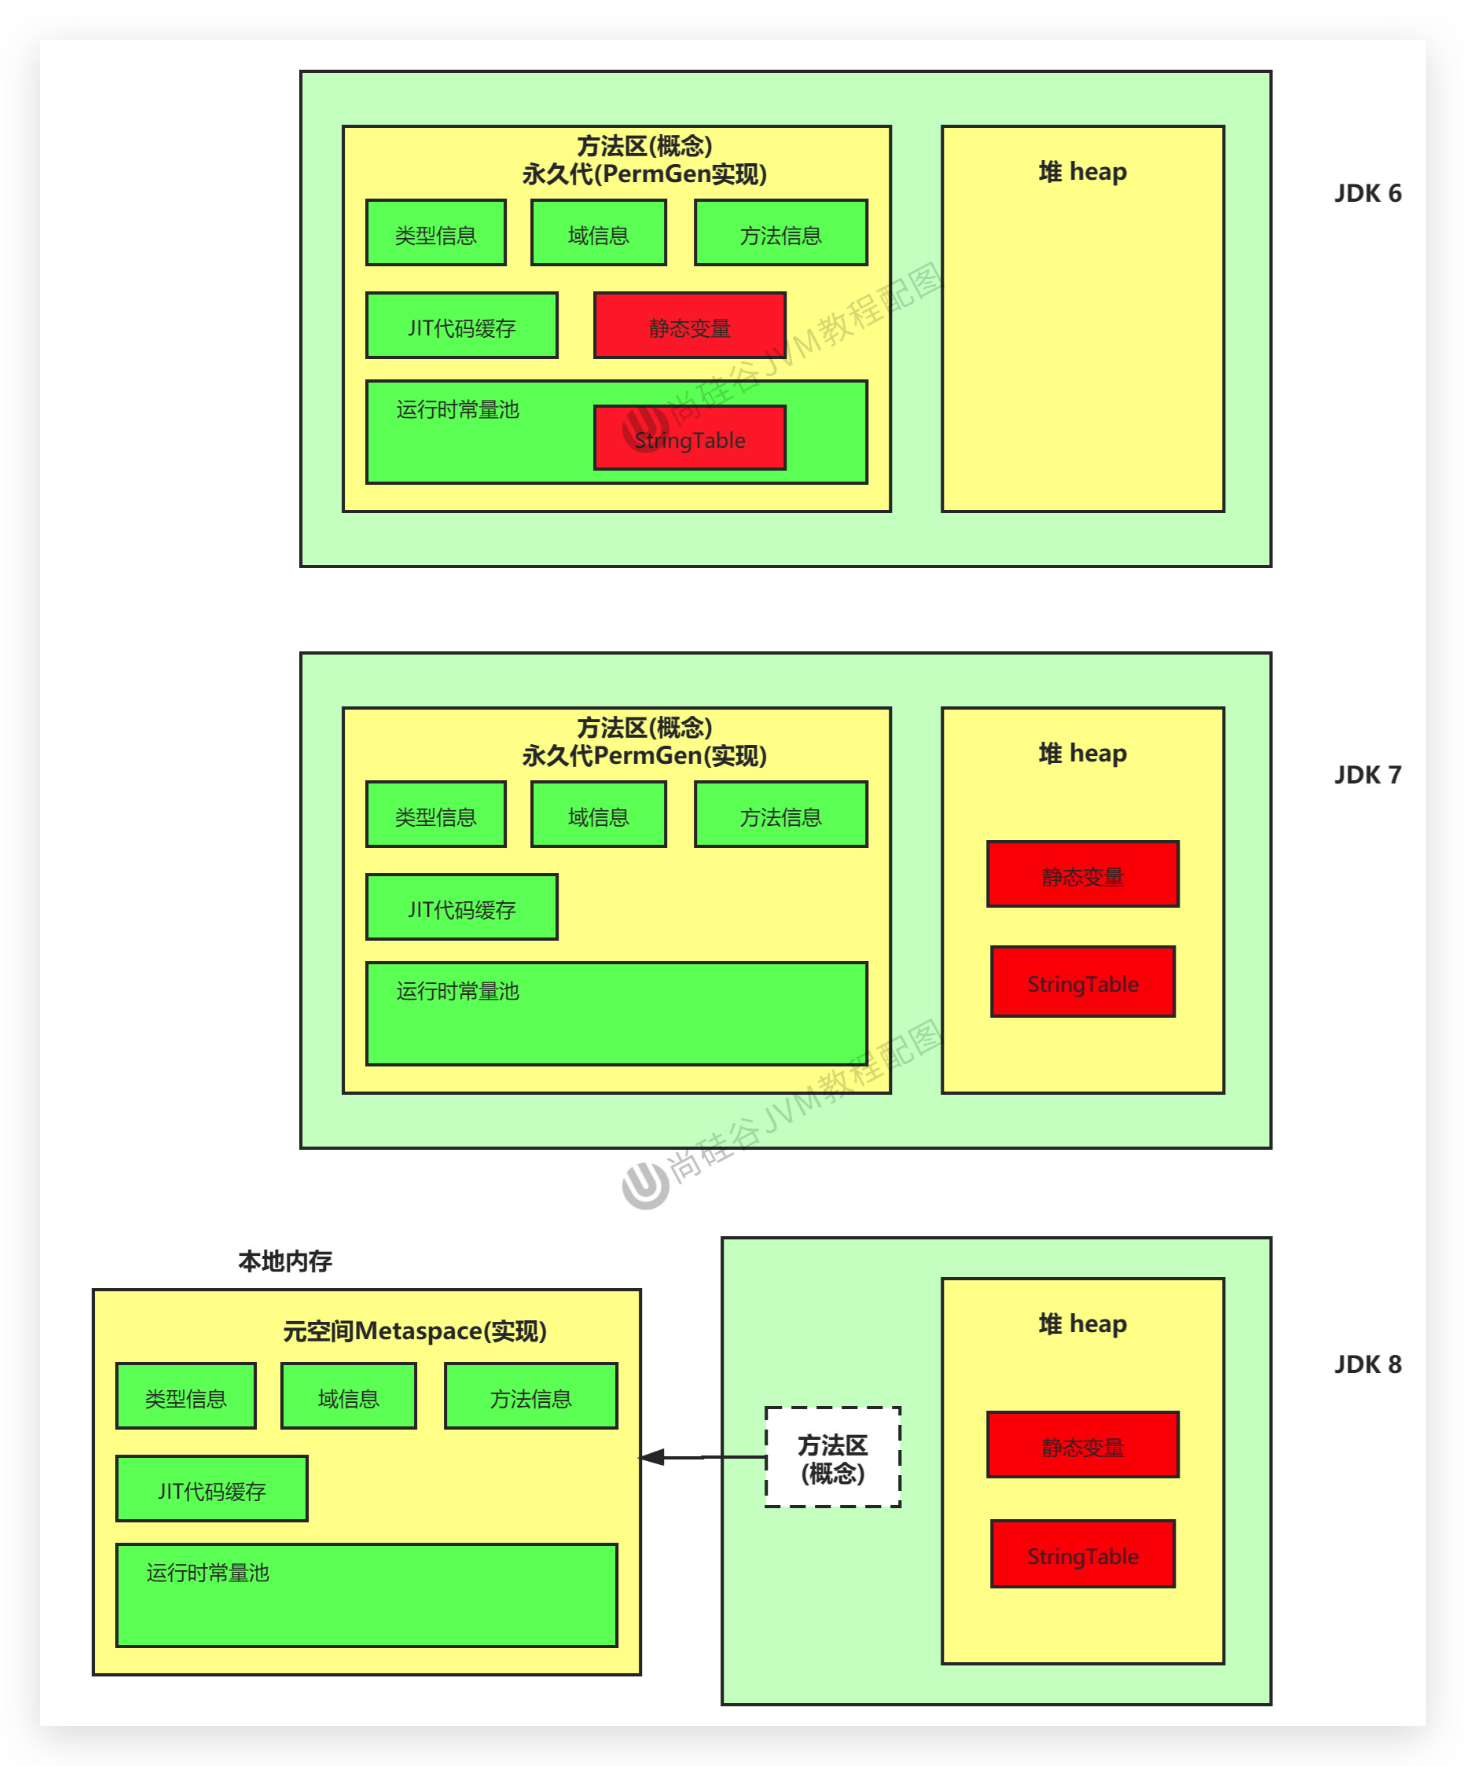 方法区(概念)
永久代(PermGen实现)
类型信息
域信息
方法信息
JIT代码缓存
静态变量
运行时常量池
StringTable
堆 heap
JDK 6
尚硅谷JVM教程配图
方法区(概念)
永久代PermGen(实现)
类型信息
域信息
方法信息
JIT代码缓存
运行时常量池
堆 heap
静态变量
StringTable
JDK 7
尚硅谷JVM教程配图
本地内存
元空间Metaspace(实现)
类型信息
域信息
方法信息
JIT代码缓存
运行时常量池
方法区
(概念)
堆 heap
静态变量
StringTable
JDK 8